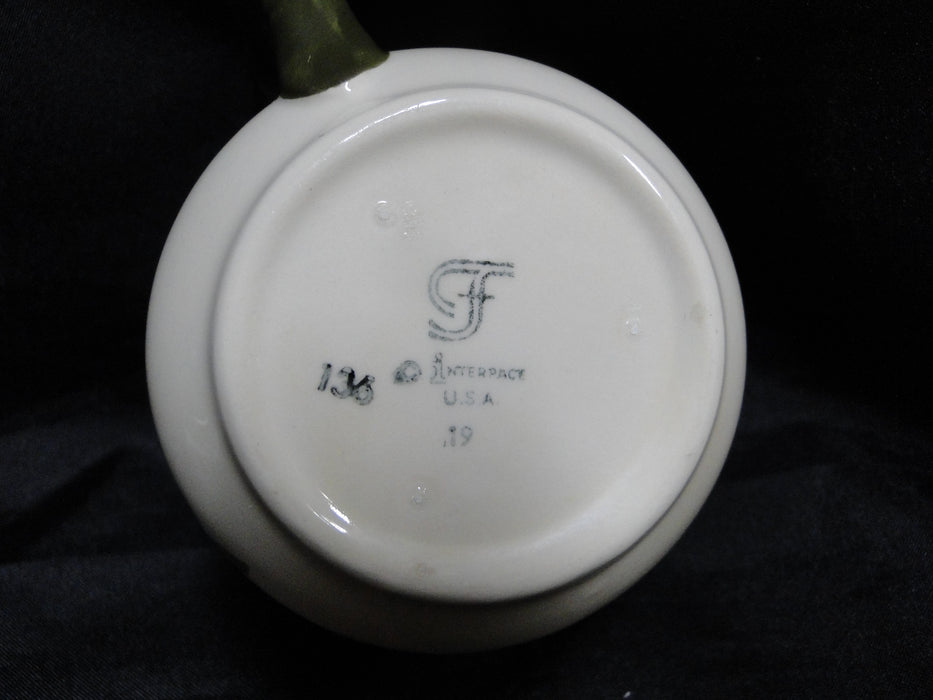 F
136 © INTERPACE
U.S.A.
19